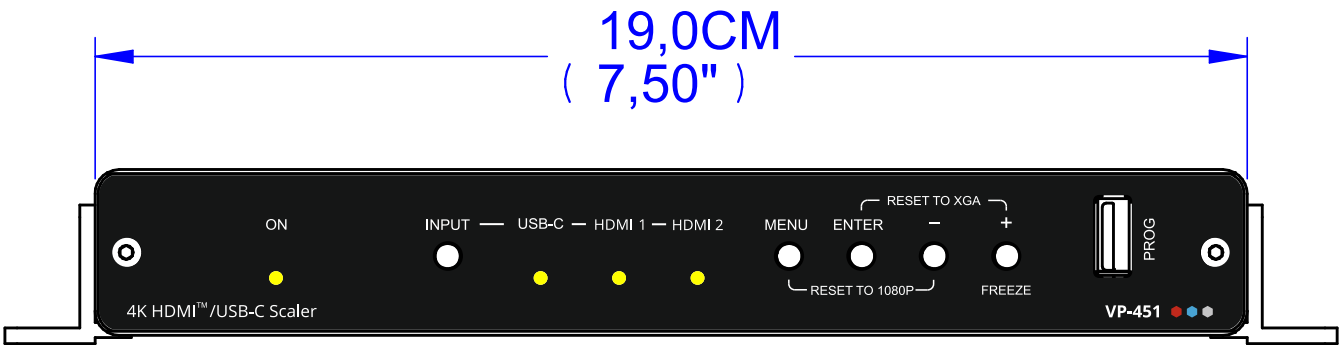 19,0CM
( 7,50" )
RESET TO XGA
ON
INPUT
USB-C
HDMI 1
HDMI 2
MENU
ENTER
−
+
PROG
RESET TO 1080P
FREEZE
4K HDMI™/USB-C Scaler
VP-451